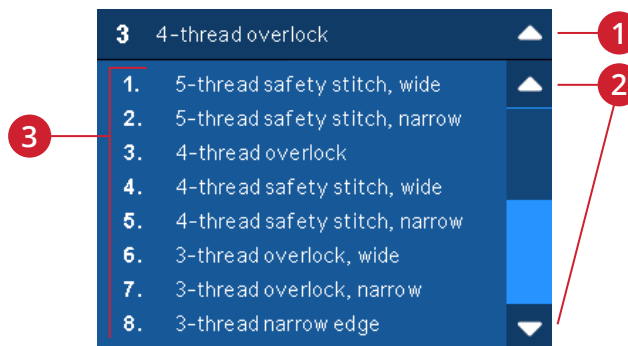 3 4-thread overlock
1
1. 5-thread safety stitch, wide
2
2. 5-thread safety stitch, narrow
3
3. 4-thread overlock
4. 4-thread safety stitch, wide
5. 4-thread safety stitch, narrow
6. 3-thread overlock, wide
7. 3-thread overlock, narrow
8. 3-thread narrow edge